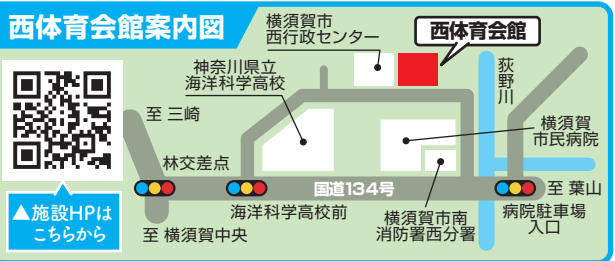 西体育会館案内図
横須賀市
西行政センター
西体育会館
神奈川県立
海洋科学高校
荻野川
至 三崎
横須賀
市民病院
林交差点
国道134号
至 葉山
▲施設HPは
こちらから
海洋科学高校前
横須賀市南
消防署西分署
病院駐車場
入口
至 横須賀中央